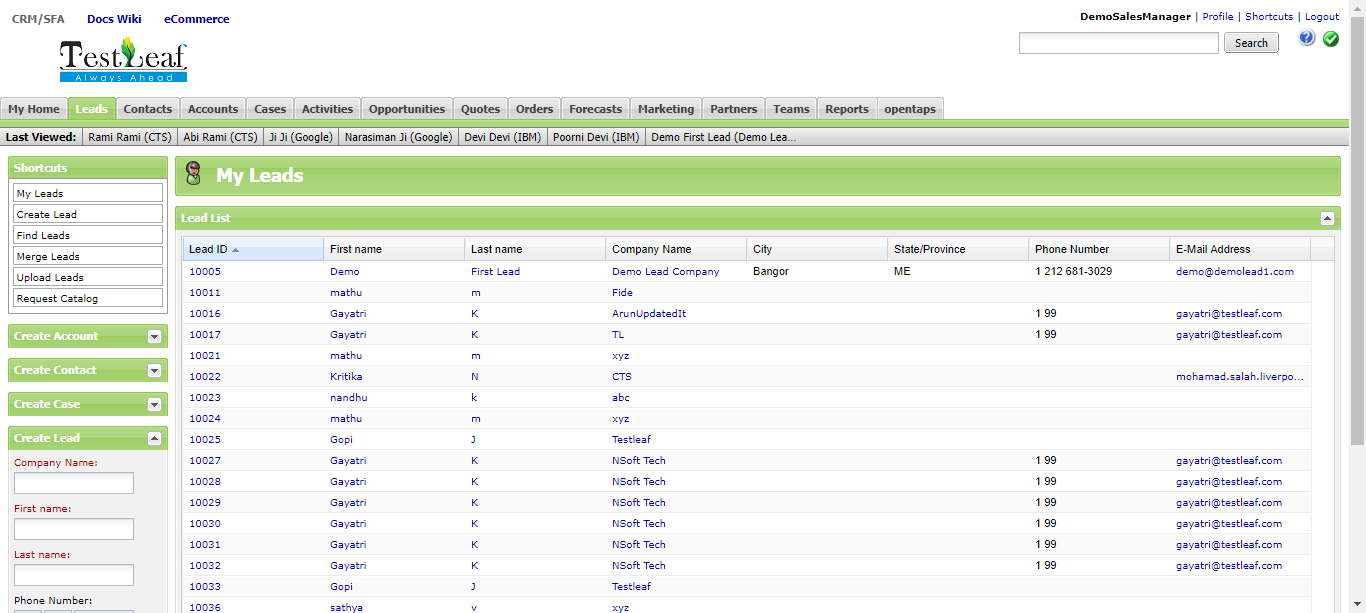 CRM/SFA Docs Wiki eCommerce
DemoSalesManager | Profile | Shortcuts | Logout
TestLeaf
Always Ahead
Search
?
My Home Leads Contacts Accounts Cases Activities Opportunities Quotes Orders Forecasts Marketing Partners Teams Reports opentaps
Last Viewed: Rami Rami (CTS) Abi Rami (CTS) Ji Ji (Google) Narasiman Ji (Google) Devi Devi (IBM) Poorni Devi (IBM) Demo First Lead (Demo Lea...
Shortcuts
My Leads
Create Lead
Find Leads
Merge Leads
Upload Leads
Request Catalog
Create Account
Create Contact
Create Case
Create Lead
Company Name:
First name:
Last name:
Phone Number:
My Leads
Lead List
Lead ID First name Last name Company Name City State/Province Phone Number E-Mail Address
10005 Demo First Lead Demo Lead Company Bangor ME 1 212 681-3029 demo@demolead1.com
10011 mathu m Fide
10016 Gayatri K ArunUpdatedIt 1 99 gayatri@testleaf.com
10017 Gayatri K TL 1 99 gayatri@testleaf.com
10021 mathu m xyz
10022 Kritika N CTS mohamad.salah.liverpo...
10023 nandhu k abc
10024 mathu m xyz
10025 Gopi J Testleaf
10027 Gayatri K NSoft Tech 1 99 gayatri@testleaf.com
10028 Gayatri K NSoft Tech 1 99 gayatri@testleaf.com
10029 Gayatri K NSoft Tech 1 99 gayatri@testleaf.com
10030 Gayatri K NSoft Tech 1 99 gayatri@testleaf.com
10031 Gayatri K NSoft Tech 1 99 gayatri@testleaf.com
10032 Gayatri K NSoft Tech 1 99 gayatri@testleaf.com
10033 Gopi J Testleaf
10036 sathya v xyz